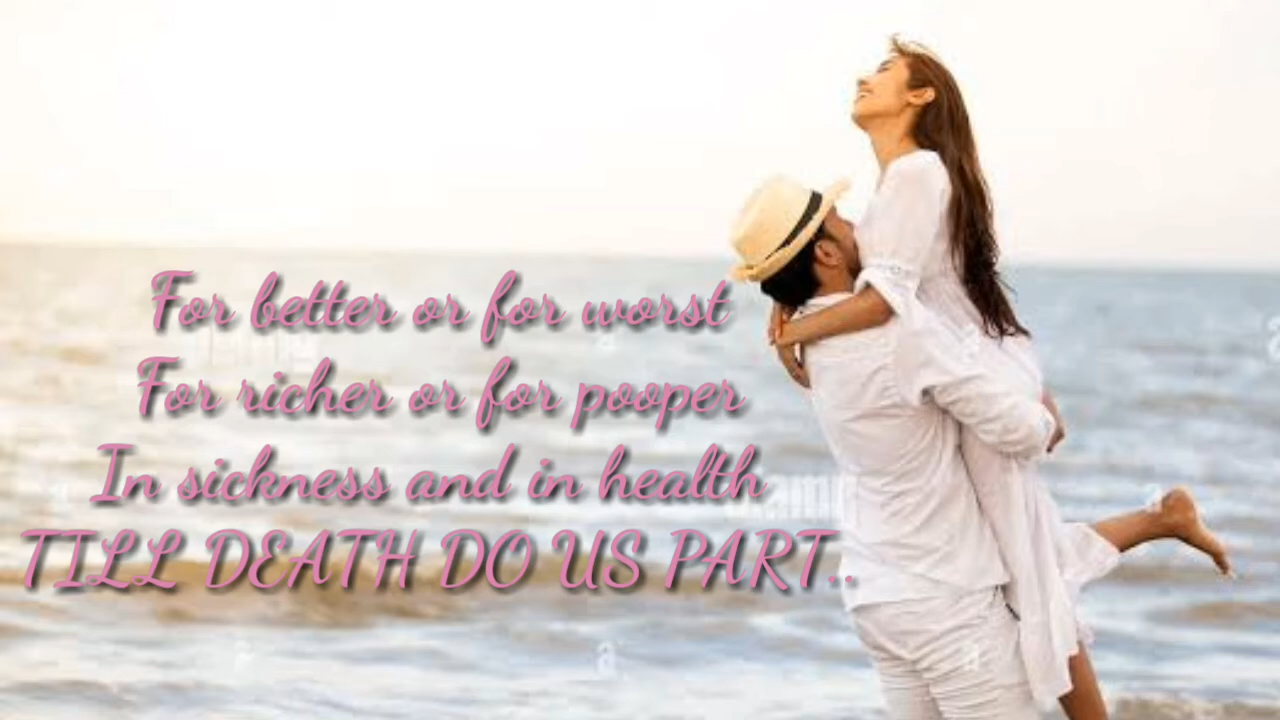 For better or for worst
For richer or for pooper
In sickness and in health
TILL DEATH DO US PART..